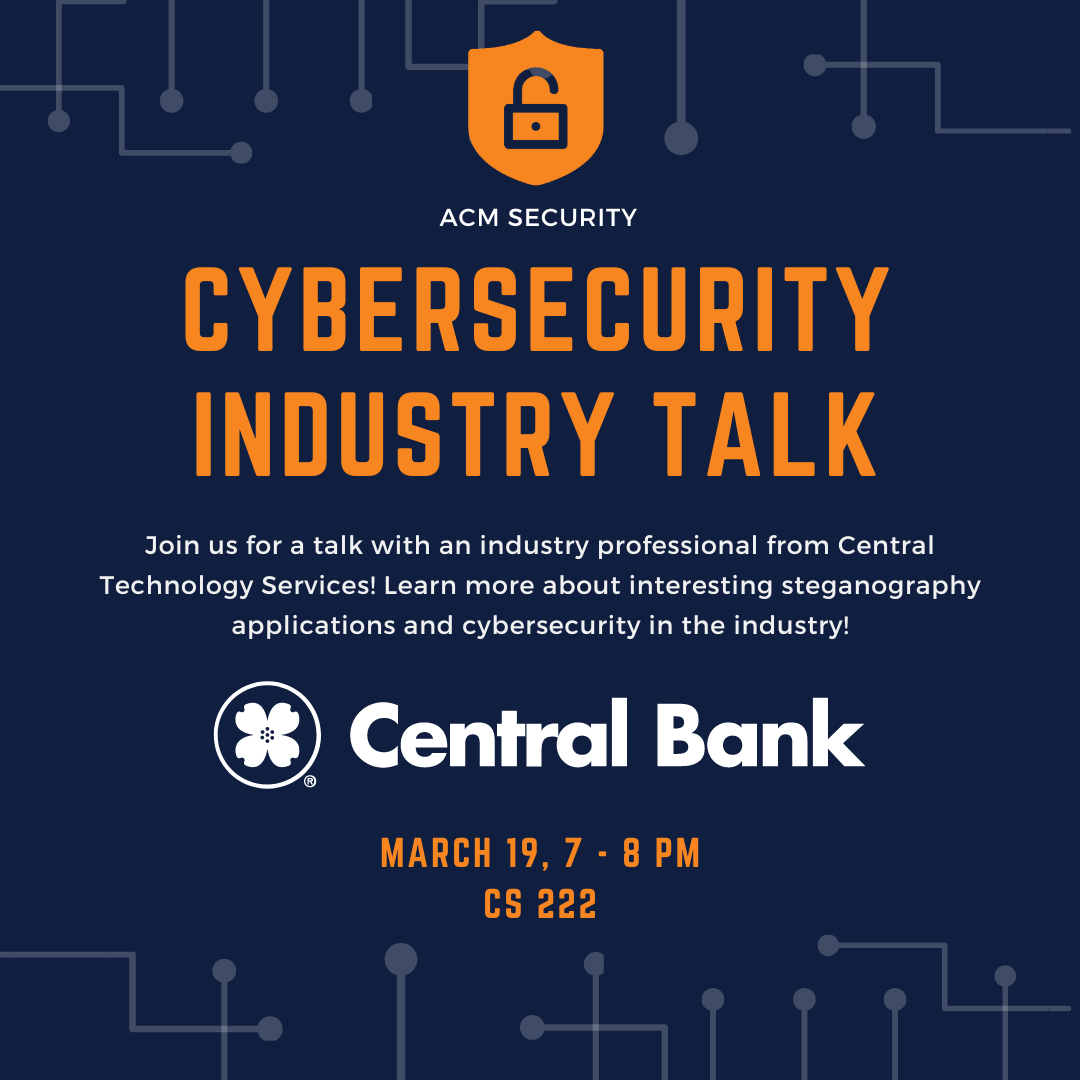 ACM SECURITY
CYBERSECURITY
INDUSTRY TALK
Join us for a talk with an industry professional from Central
Technology Services! Learn more about interesting steganography
applications and cybersecurity in the industry!
® Central Bank
MARCH 19, 7 - 8 PM
CS 222